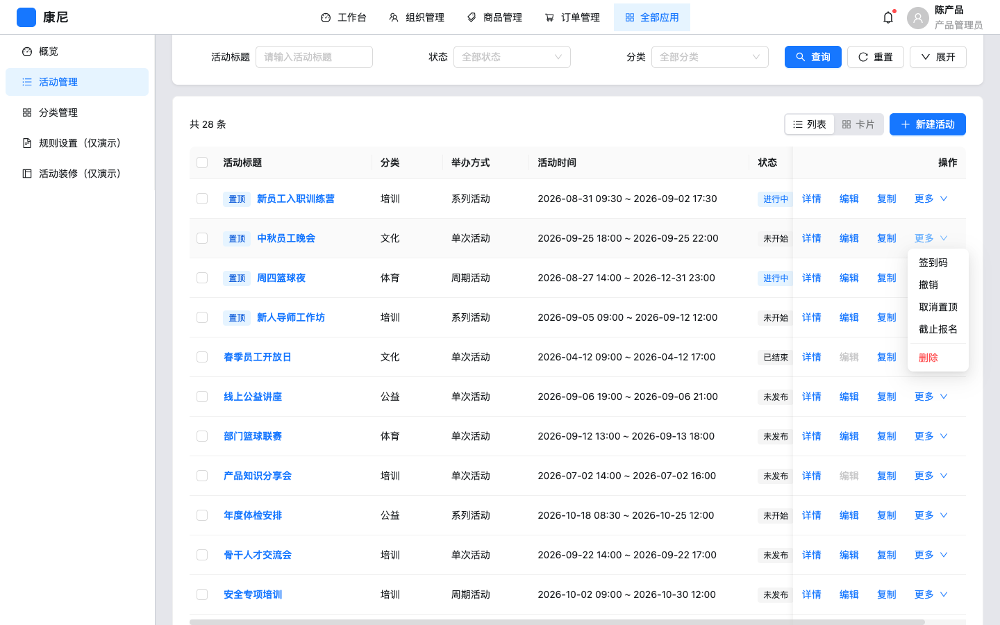 康尼
工作台 组织管理 商品管理 订单管理 全部应用
陈产品
产品管理员
概览
活动管理
分类管理
规则设置（仅演示）
活动装修（仅演示）
活动标题 请输入活动标题 状态 全部状态 分类 全部分类 查询 重置 展开
共 28 条 列表 卡片 新建活动
活动标题 分类 举办方式 活动时间 状态 操作
置顶 新员工入职训练营 培训 系列活动 2026-08-31 09:30 ~ 2026-09-02 17:30 进行中 详情 编辑 复制 更多
置顶 中秋员工晚会 文化 单次活动 2026-09-25 18:00 ~ 2026-09-25 22:00 未开始 详情 编辑 复制 更多
置顶 周四篮球夜 体育 周期活动 2026-08-27 14:00 ~ 2026-12-31 23:00 进行中 详情 编辑 复制
置顶 新人导师工作坊 培训 系列活动 2026-09-05 09:00 ~ 2026-09-12 12:00 未开始 详情 编辑 复制
春季员工开放日 文化 单次活动 2026-04-12 09:00 ~ 2026-04-12 17:00 已结束 详情 编辑 复制
线上公益讲座 公益 单次活动 2026-09-06 19:00 ~ 2026-09-06 21:00 未发布 详情 编辑 复制 更多
部门篮球联赛 体育 单次活动 2026-09-12 13:00 ~ 2026-09-13 18:00 未发布 详情 编辑 复制 更多
产品知识分享会 培训 单次活动 2026-07-02 14:00 ~ 2026-07-02 16:00 未发布 详情 编辑 复制 更多
年度体检安排 公益 系列活动 2026-10-18 08:30 ~ 2026-10-25 12:00 未开始 详情 编辑 复制 更多
骨干人才交流会 培训 单次活动 2026-09-22 14:00 ~ 2026-09-22 17:00 未发布 详情 编辑 复制 更多
安全专项培训 培训 周期活动 2026-10-02 09:00 ~ 2026-10-30 12:00 未发布 详情 编辑 复制 更多
签到码
撤销
取消置顶
截止报名
删除